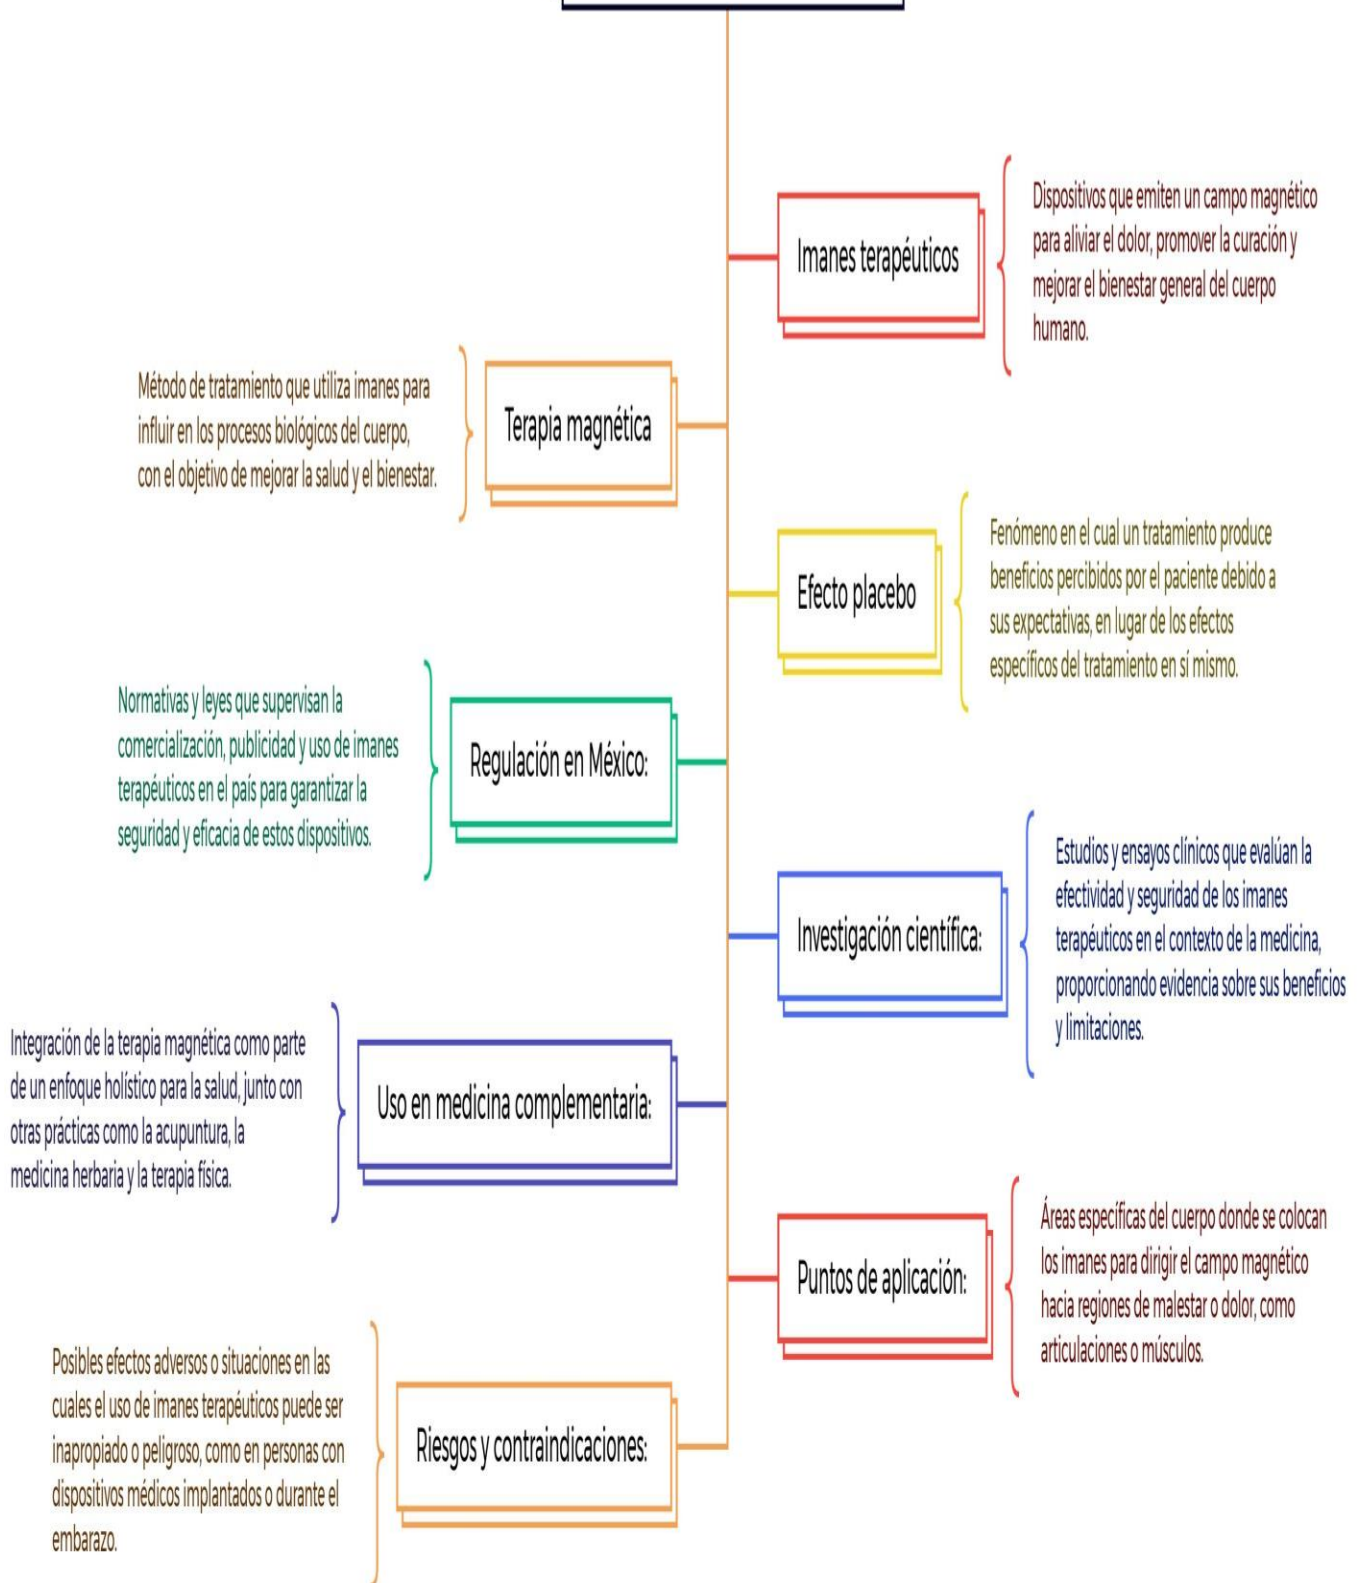 Imanes terapéuticos
Dispositivos que emiten un campo magnético
para aliviar el dolor, promover la curación y
mejorar el bienestar general del cuerpo
humano.
Terapia magnética
Método de tratamiento que utiliza imanes para
influir en los procesos biológicos del cuerpo,
con el objetivo de mejorar la salud y el bienestar.
Efecto placebo
Fenómeno en el cual un tratamiento produce
beneficios percibidos por el paciente debido a
sus expectativas, en lugar de los efectos
específicos del tratamiento en sí mismo.
Regulación en México:
Normativas y leyes que supervisan la
comercialización, publicidad y uso de imanes
terapéuticos en el país para garantizar la
seguridad y eficacia de estos dispositivos.
Investigación científica:
Estudios y ensayos clínicos que evalúan la
efectividad y seguridad de los imanes
terapéuticos en el contexto de la medicina,
proporcionando evidencia sobre sus beneficios
y limitaciones.
Uso en medicina complementaria:
Integración de la terapia magnética como parte
de un enfoque holístico para la salud, junto con
otras prácticas como la acupuntura, la
medicina herbaria y la terapia física.
Puntos de aplicación:
Áreas específicas del cuerpo donde se colocan
los imanes para dirigir el campo magnético
hacia regiones de malestar o dolor, como
articulaciones o músculos.
Riesgos y contraindicaciones:
Posibles efectos adversos o situaciones en las
cuales el uso de imanes terapéuticos puede ser
inapropiado o peligroso, como en personas con
dispositivos médicos implantados o durante el
embarazo.